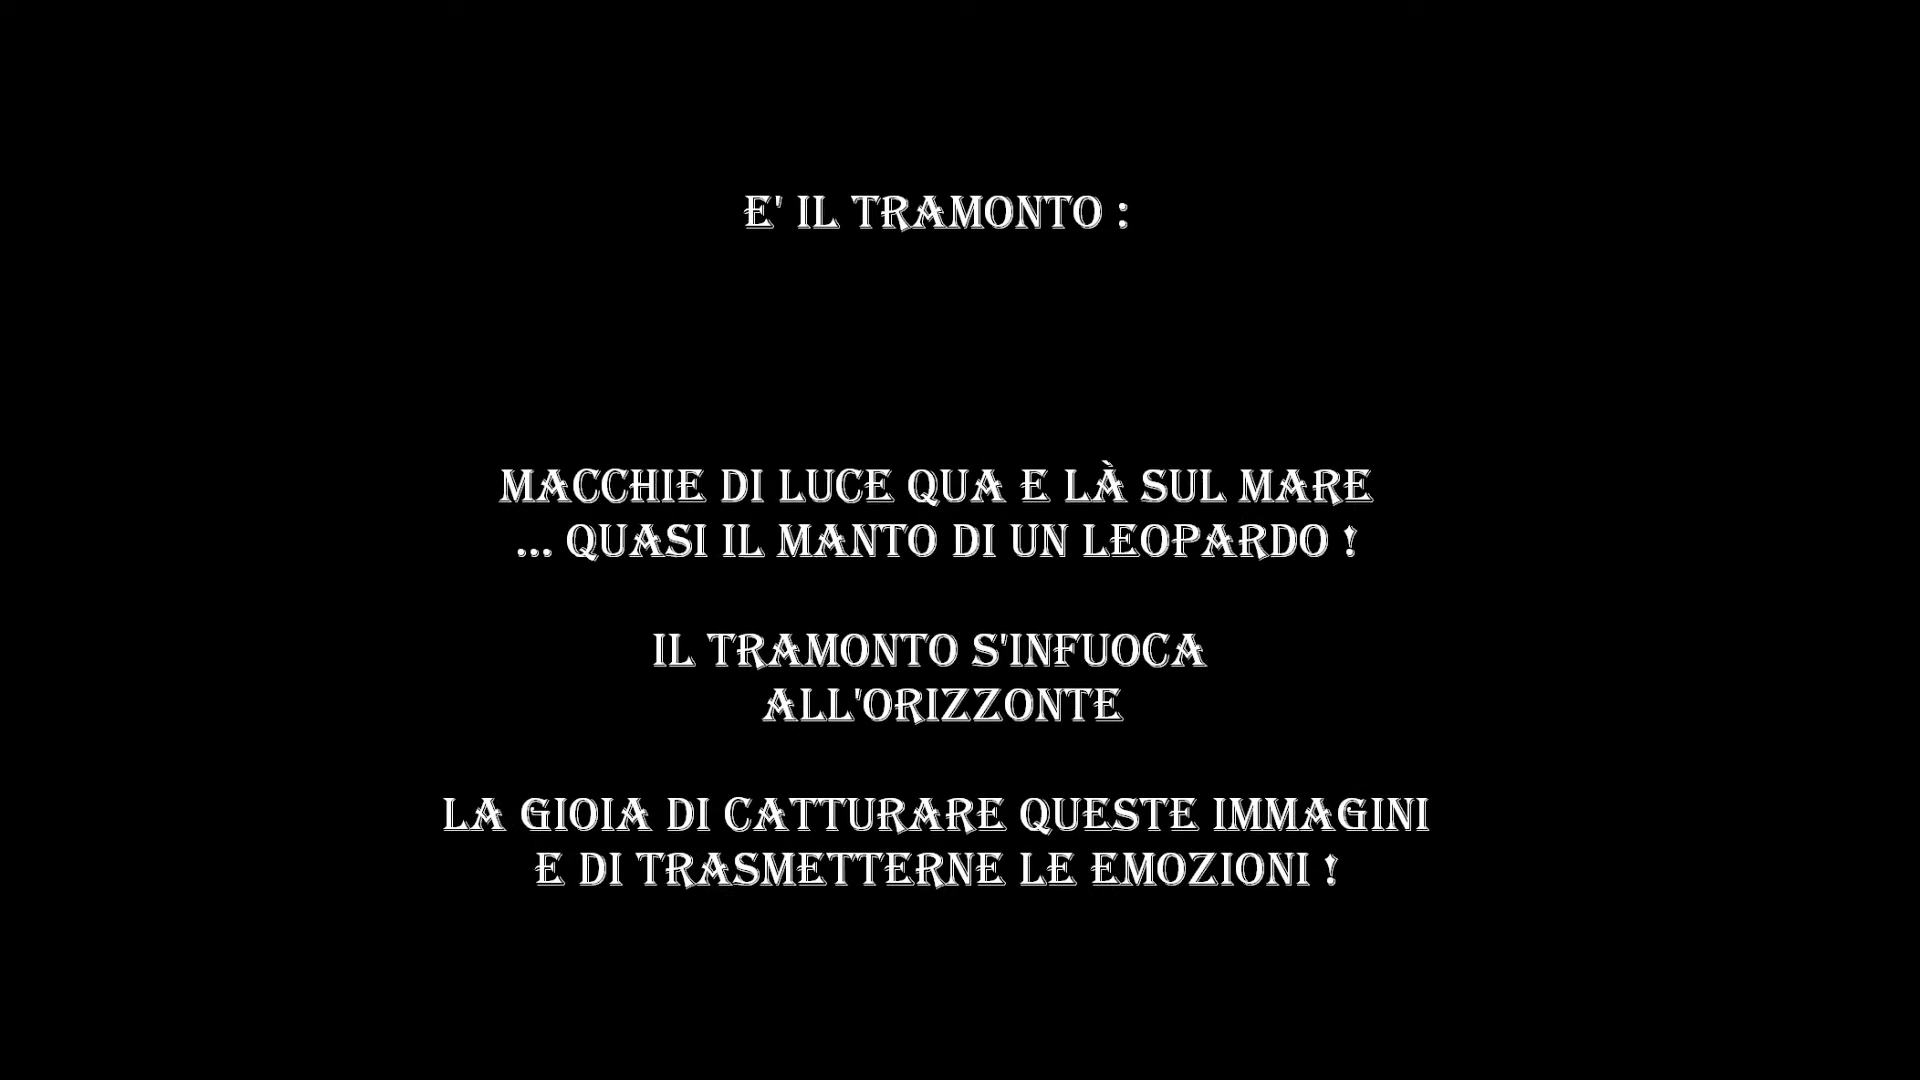 E' IL TRAMONTO :
MACCHIE DI LUCE QUA E LÀ SUL MARE
... QUASI IL MANTO DI UN LEOPARDO !
IL TRAMONTO S'INFUOCA
ALL'ORIZZONTE
LA GIOIA DI CATTURARE QUESTE IMMAGINI
E DI TRASMETTERNE LE EMOZIONI !